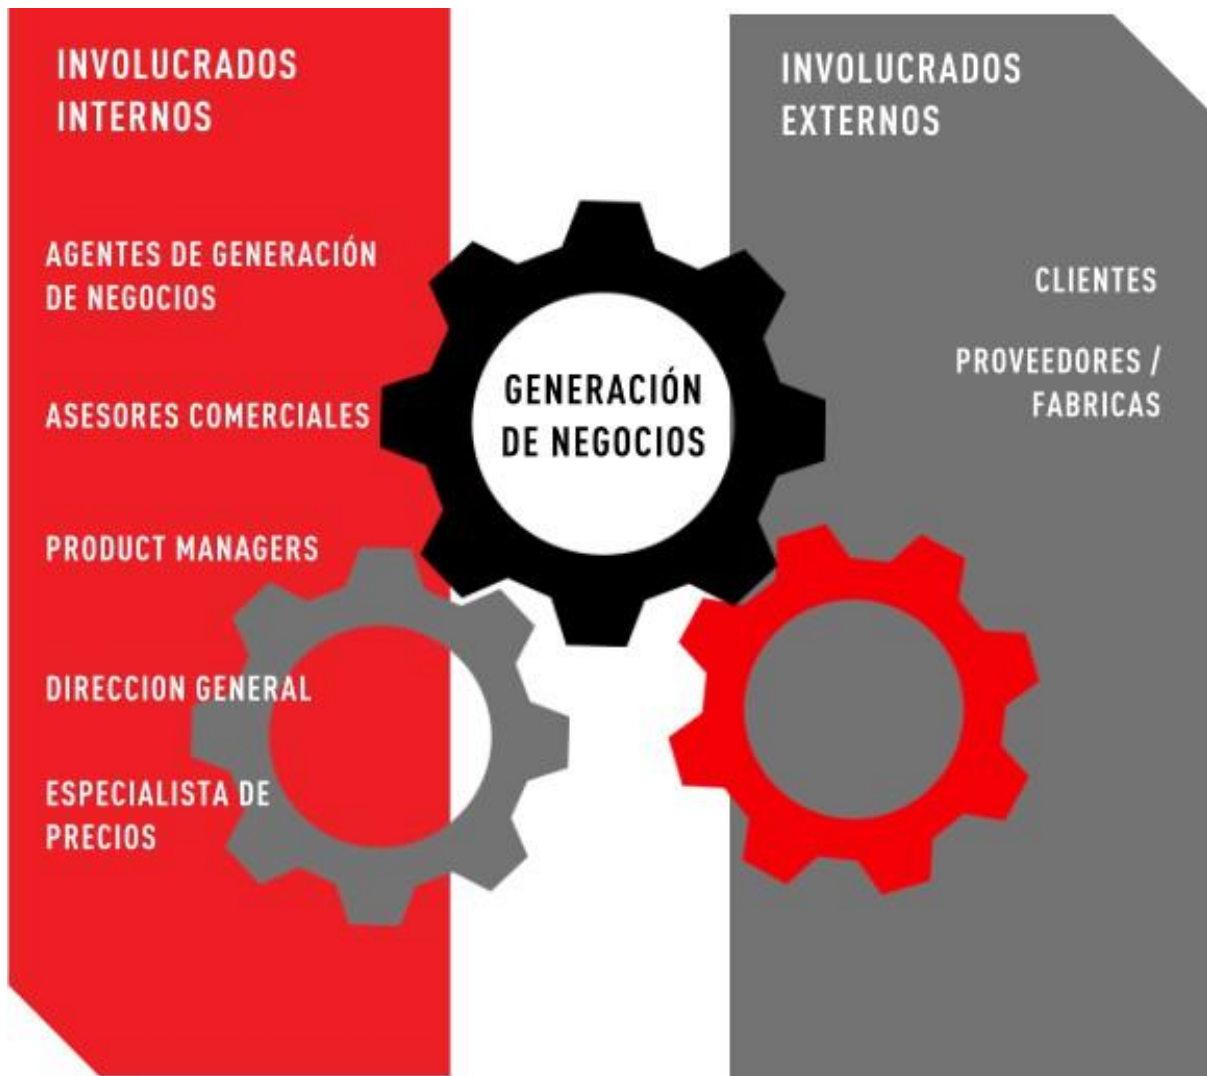 INVOLUCRADOS
INTERNOS
AGENTES DE GENERACIÓN
DE NEGOCIOS
ASESORES COMERCIALES
PRODUCT MANAGERS
DIRECCION GENERAL
ESPECIALISTA DE
PRECIOS
GENERACIÓN
DE NEGOCIOS
INVOLUCRADOS
EXTERNOS
CLIENTES
PROVEEDORES /
FABRICAS